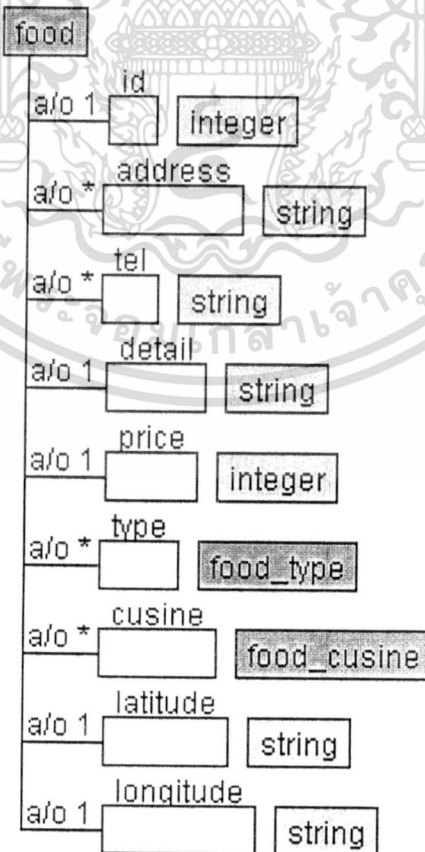 food
a/o 1 id integer
a/o * address string
a/o * tel string
a/o 1 detail string
a/o 1 price integer
a/o * type food_type
a/o * cusine food_cusine
a/o 1 latitude string
a/o 1 longitude string